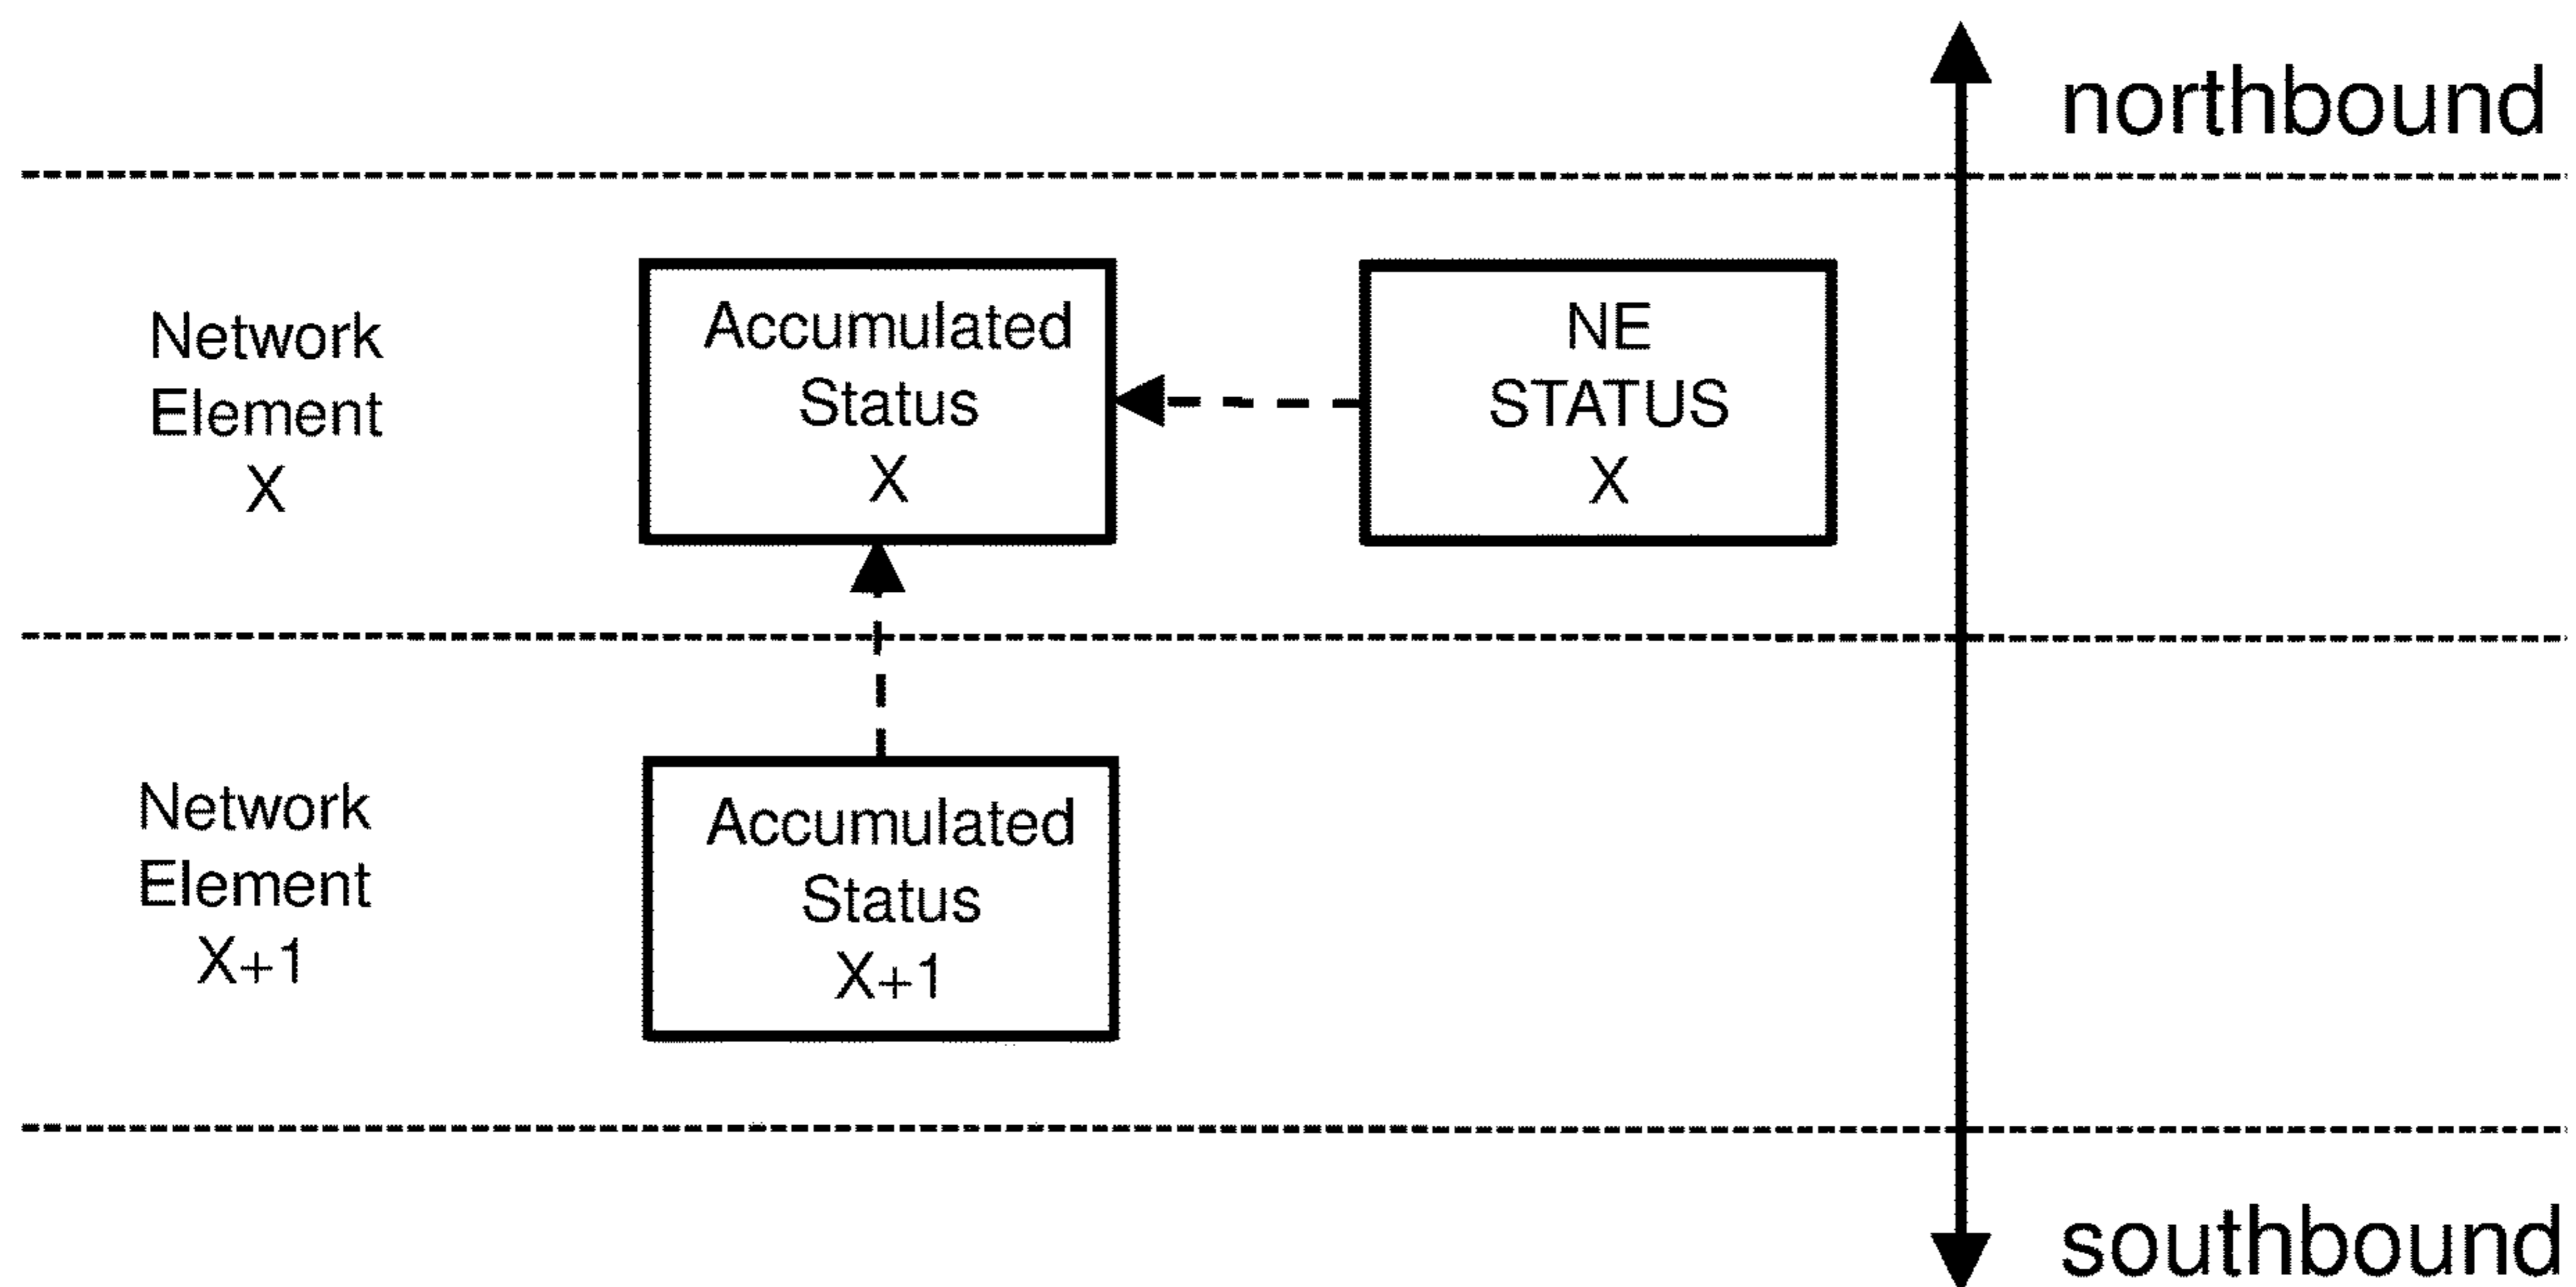 northbound
Network
Element
X
Accumulated
Status
X
NE
STATUS
X
Network
Element
X+1
Accumulated
Status
X+1
southbound